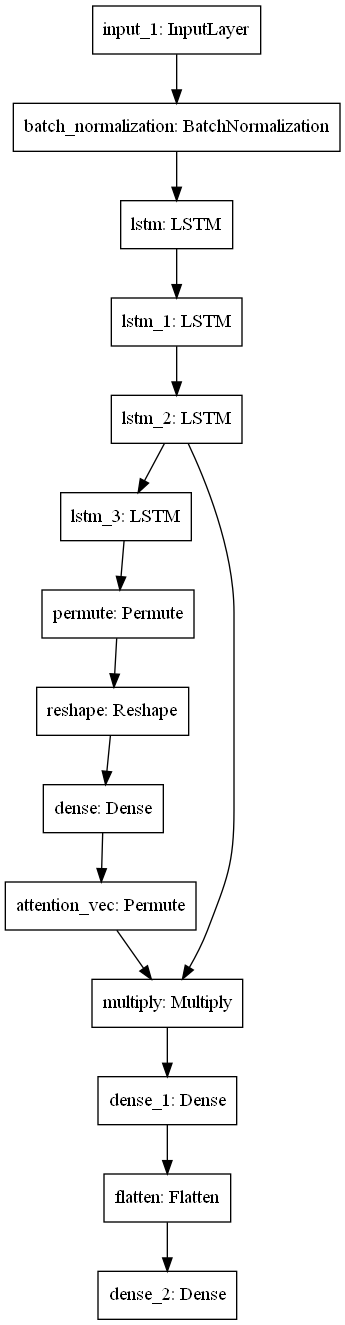 input_1: InputLayer
batch_normalization: BatchNormalization
lstm: LSTM
lstm_1: LSTM
lstm_2: LSTM
lstm_3: LSTM
permute: Permute
reshape: Reshape
dense: Dense
attention_vec: Permute
multiply: Multiply
dense_1: Dense
flatten: Flatten
dense_2: Dense